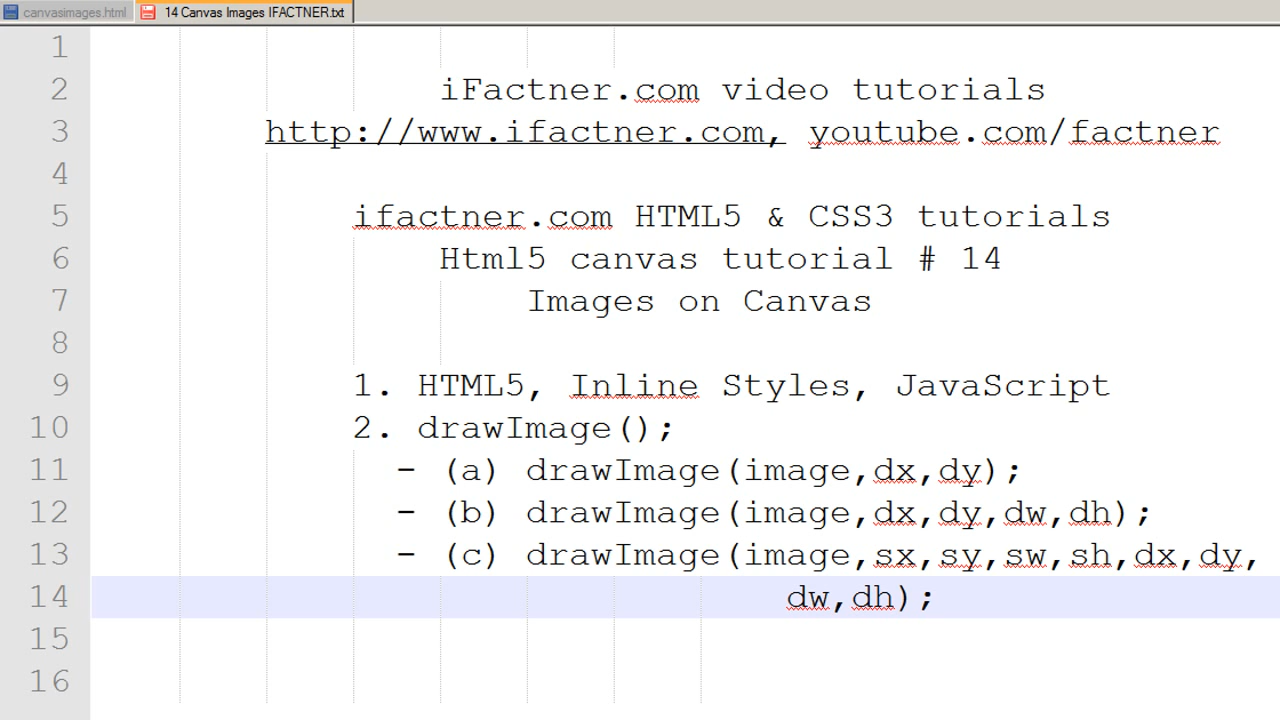 canvasimages.html 14 Canvas Images IFACTNER.txt
1
2 iFactner.com video tutorials
3 http://www.ifactner.com, youtube.com/factner
4
5 ifactner.com HTML5 & CSS3 tutorials
6 Html5 canvas tutorial # 14
7 Images on Canvas
8
9 1. HTML5, Inline Styles, JavaScript
10 2. drawImage();
11 - (a) drawImage(image,dx,dy);
12 - (b) drawImage(image,dx,dy,dw,dh);
13 - (c) drawImage(image,sx,sy,sw,sh,dx,dy,
14 dw,dh);
15
16